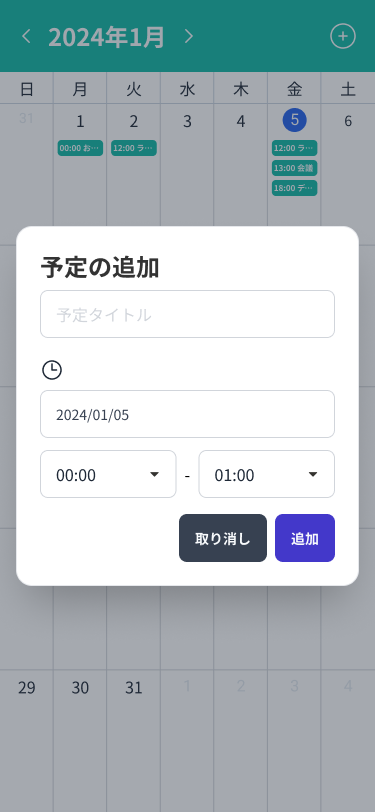 2024年1月
日 月 火 水 木 金 土
31 1 2 3 4 5 6
00:00 お… 12:00 ラ… 12:00 ラ…
13:00 会議
18:00 デ…
予定の追加
予定タイトル
2024/01/05
00:00 - 01:00
取り消し 追加
29 30 31 1 2 3 4